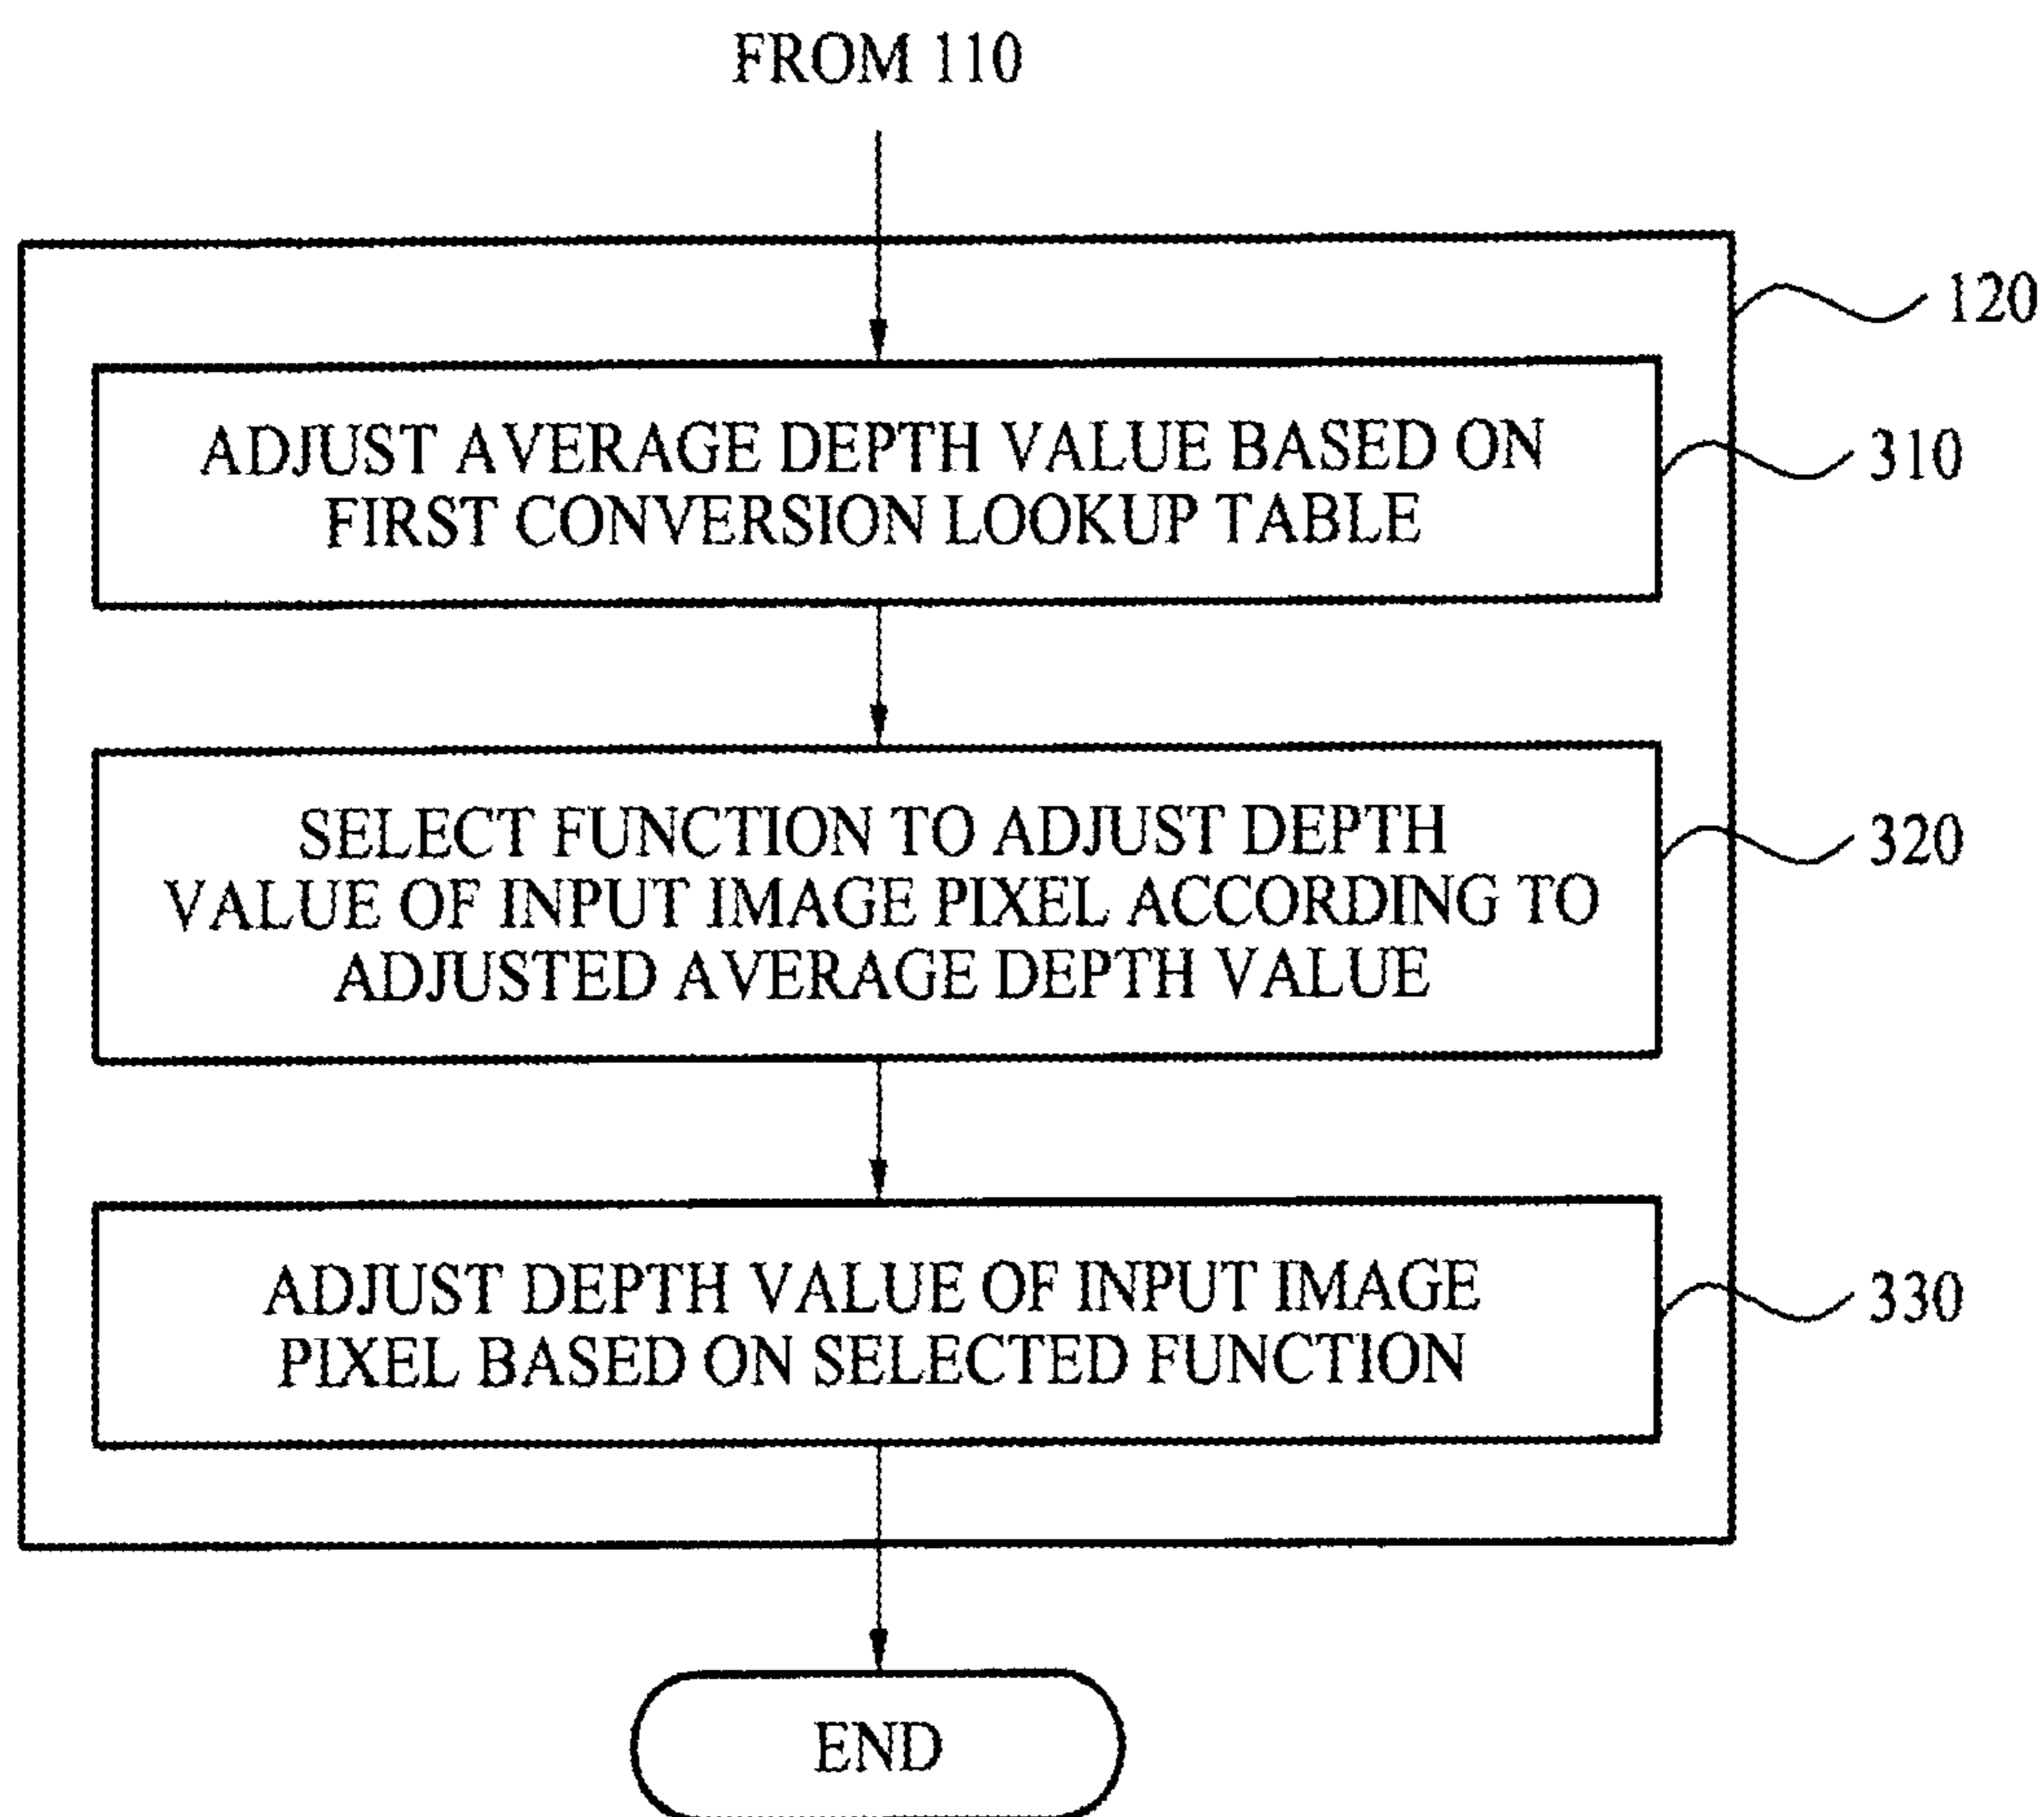 FROM 110
120
ADJUST AVERAGE DEPTH VALUE BASED ON
FIRST CONVERSION LOOKUP TABLE
310
SELECT FUNCTION TO ADJUST DEPTH
VALUE OF INPUT IMAGE PIXEL ACCORDING TO
ADJUSTED AVERAGE DEPTH VALUE
320
ADJUST DEPTH VALUE OF INPUT IMAGE
PIXEL BASED ON SELECTED FUNCTION
330
END